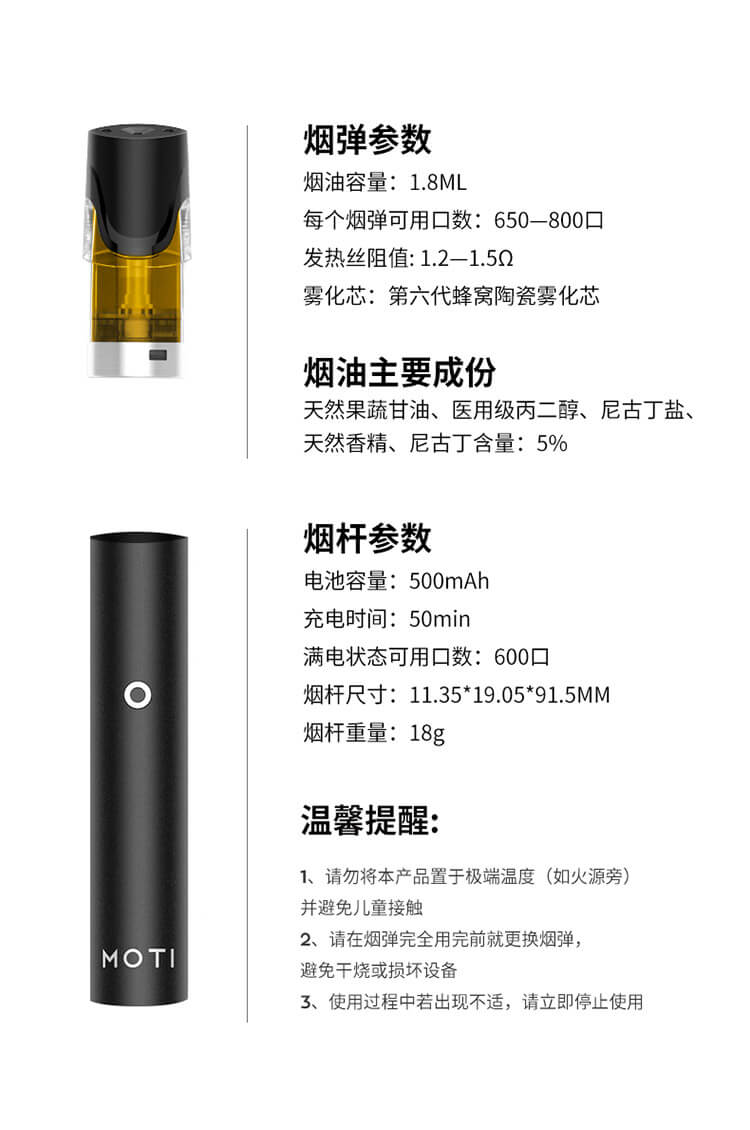 烟弹参数
烟油容量：1.8ML
每个烟弹可用口数：650—800口
发热丝阻值: 1.2—1.5Ω
雾化芯：第六代蜂窝陶瓷雾化芯
烟油主要成份
天然果蔬甘油、医用级丙二醇、尼古丁盐、
天然香精、尼古丁含量：5%
烟杆参数
电池容量：500mAh
充电时间：50min
满电状态可用口数：600口
烟杆尺寸：11.35*19.05*91.5MM
烟杆重量：18g
MOTI
温馨提醒:
1、请勿将本产品置于极端温度（如火源旁）
并避免儿童接触
2、请在烟弹完全用完前就更换烟弹，
避免干烧或损坏设备
3、使用过程中若出现不适，请立即停止使用